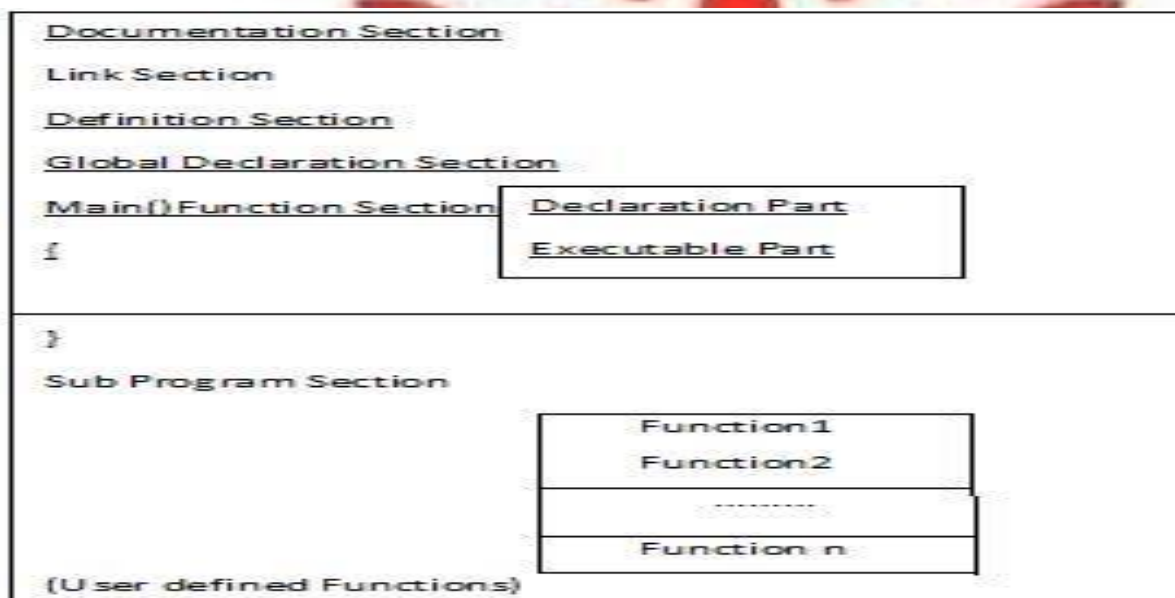 Documentation Section
Link Section
Definition Section
Global Declaration Section
Main()Function Section
Declaration Part
{
Executable Part
}
Sub Program Section
Function1
Function2
----------
Function n
(User defined Functions)